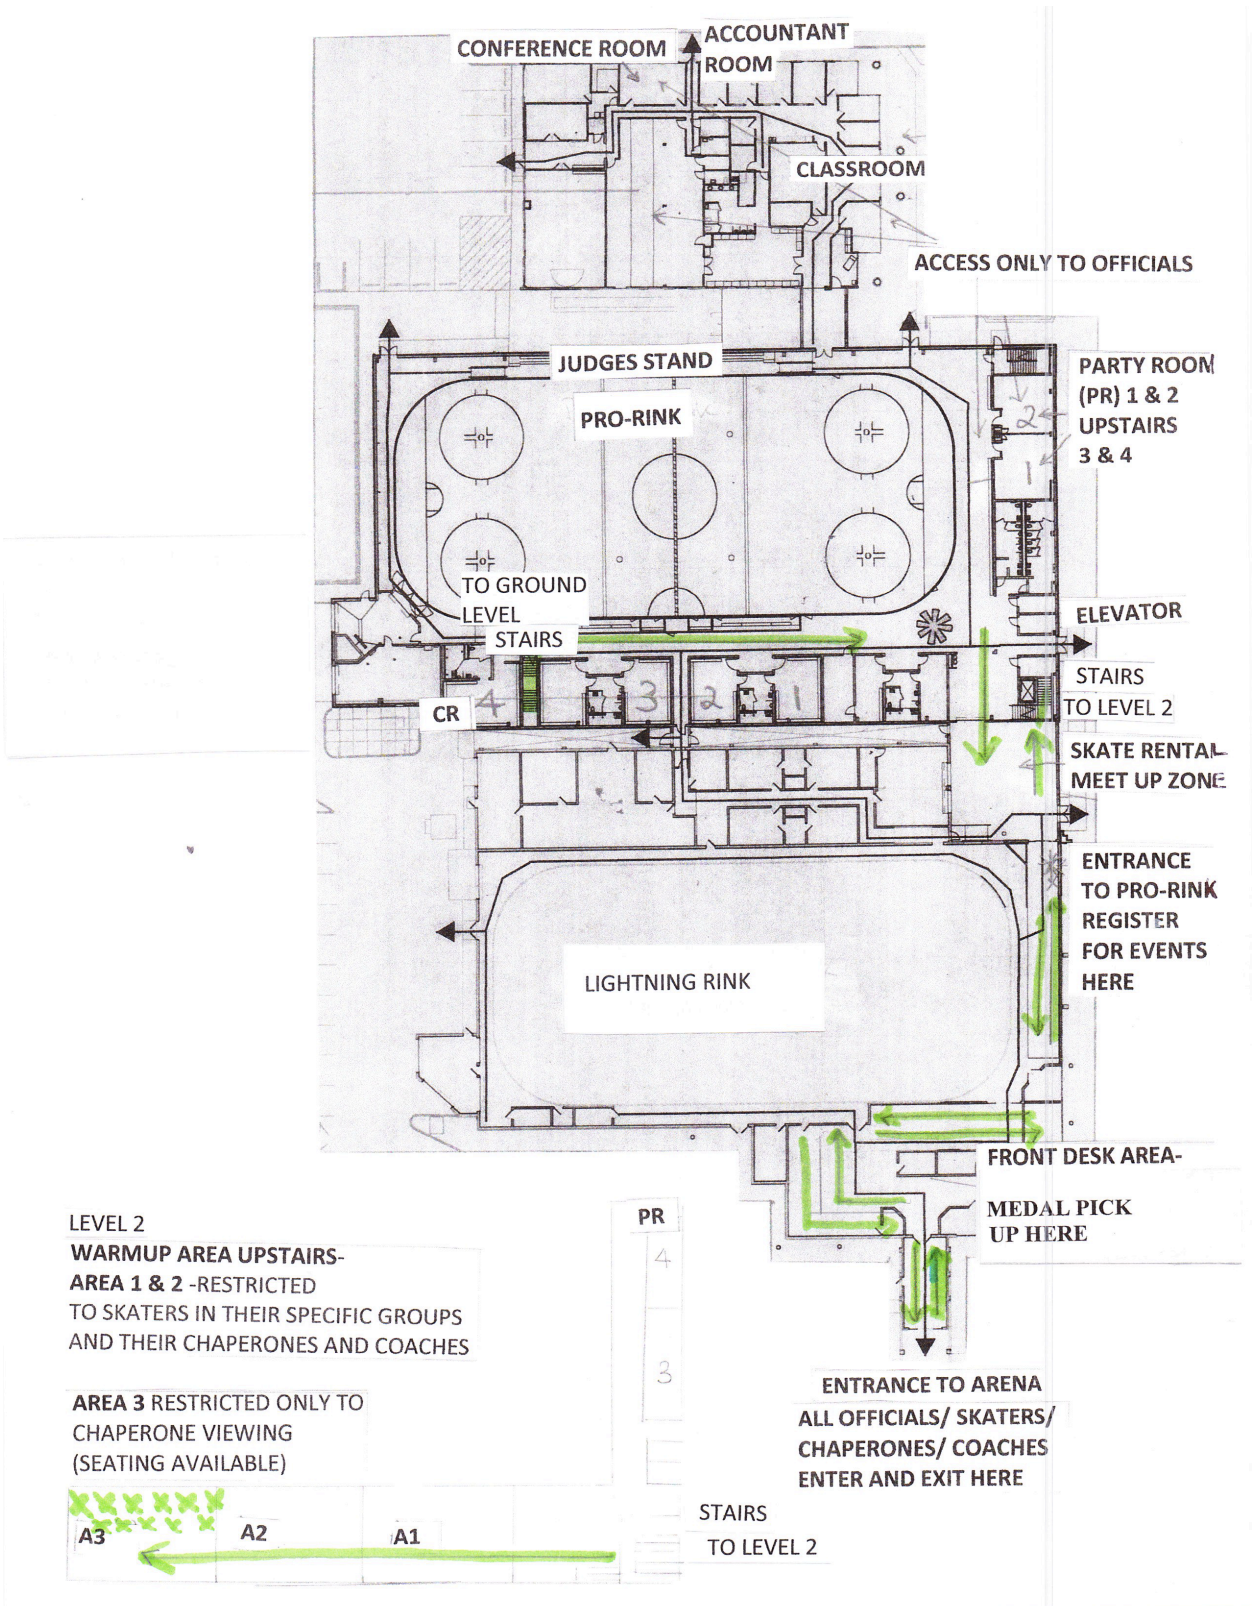 CONFERENCE ROOM
ACCOUNTANT
ROOM
CLASSROOM
ACCESS ONLY TO OFFICIALS
JUDGES STAND
PRO-RINK
PARTY ROOM
(PR) 1 & 2
UPSTAIRS
3 & 4
2
1
TO GROUND
LEVEL
STAIRS
ELEVATOR
STAIRS
TO LEVEL 2
CR
4
3
2
1
SKATE RENTAL
MEET UP ZONE
ENTRANCE
TO PRO-RINK
REGISTER
FOR EVENTS
HERE
LIGHTNING RINK
FRONT DESK AREA-
MEDAL PICK
UP HERE
ENTRANCE TO ARENA
ALL OFFICIALS/ SKATERS/
CHAPERONES/ COACHES
ENTER AND EXIT HERE
LEVEL 2
WARMUP AREA UPSTAIRS-
AREA 1 & 2 -RESTRICTED
TO SKATERS IN THEIR SPECIFIC GROUPS
AND THEIR CHAPERONES AND COACHES
AREA 3 RESTRICTED ONLY TO
CHAPERONE VIEWING
(SEATING AVAILABLE)
PR
4
3
A3
A2
A1
STAIRS
TO LEVEL 2